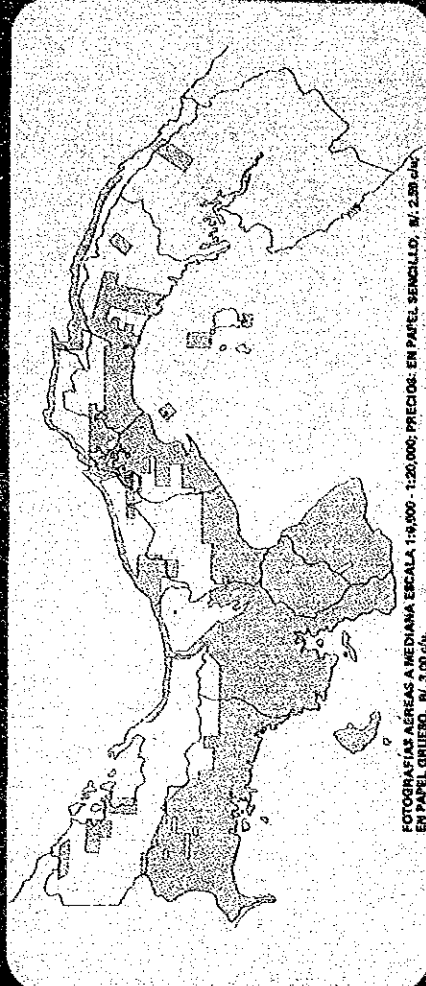 FOTOGRAFIAS AEREAS A MEDIANA ESCALA 1:9,000 - 1:20,000; PRECIOS: EN PAPEL SENCILLO, B/. 2.50 c/u;
EN PAPEL GRUESO, B/. 3.00 c/u.